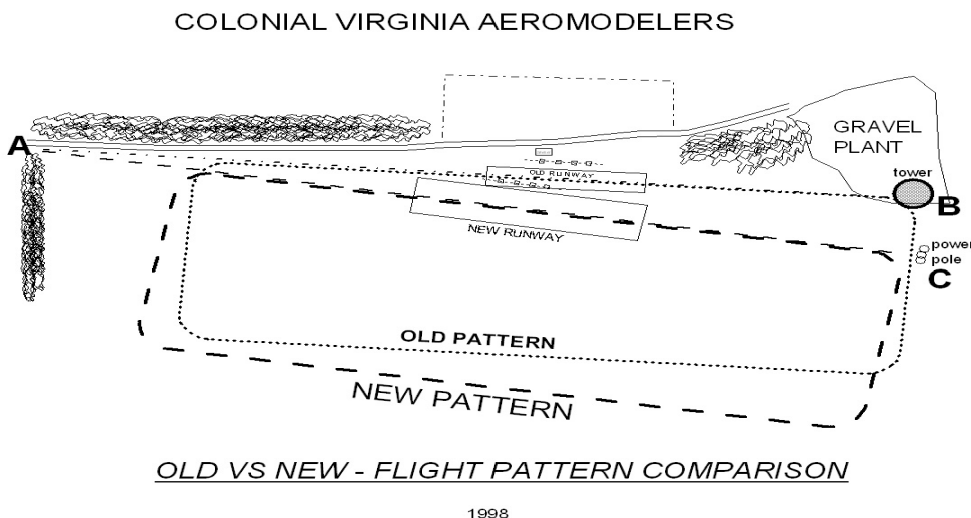 COLONIAL VIRGINIA AEROMODELERS
A
GRAVEL
PLANT
OLD RUNWAY
tower
B
NEW RUNWAY
power
pole
C
OLD PATTERN
NEW PATTERN
OLD VS NEW - FLIGHT PATTERN COMPARISON
1998